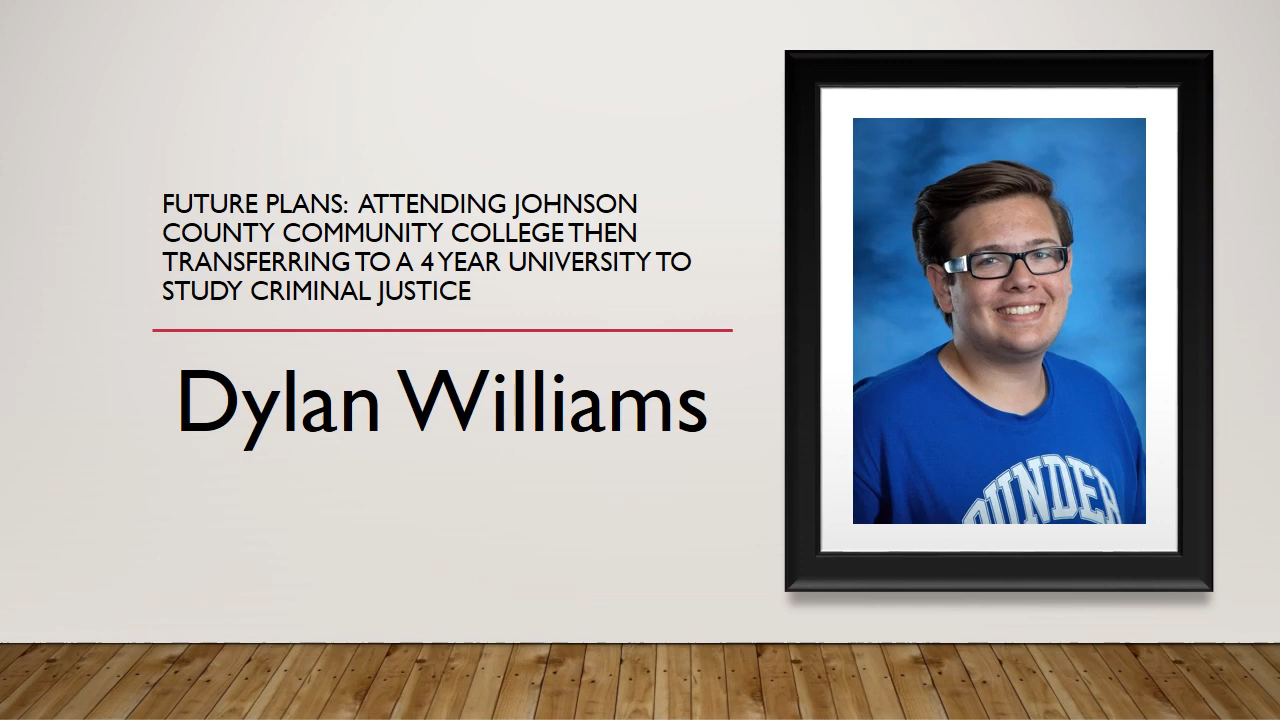 FUTURE PLANS: ATTENDING JOHNSON
COUNTY COMMUNITY COLLEGE THEN
TRANSFERRING TO A 4 YEAR UNIVERSITY TO
STUDY CRIMINAL JUSTICE
Dylan Williams